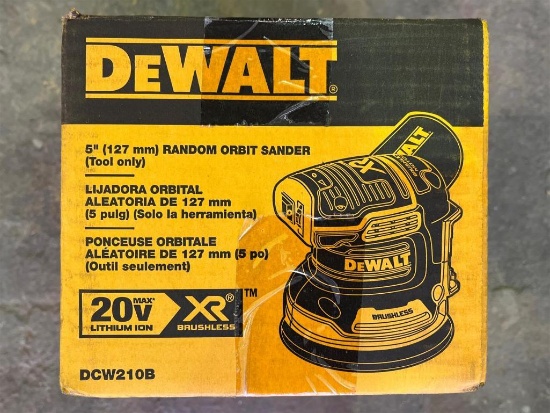 DEWALT®
5" (127 mm) RANDOM ORBIT SANDER
(Tool only)
LIJADORA ORBITAL
ALEATORIA DE 127 mm
(5 pulg) (Solo la herramienta)
PONCEUSE ORBITALE
ALÉATOIRE DE 127 mm (5 po)
(Outil seulement)
20V MAX*
LITHIUM ION
XR®
BRUSHLESS
™
DCW210B
DEWALT
XR
DEWALT
BRUSHLESS